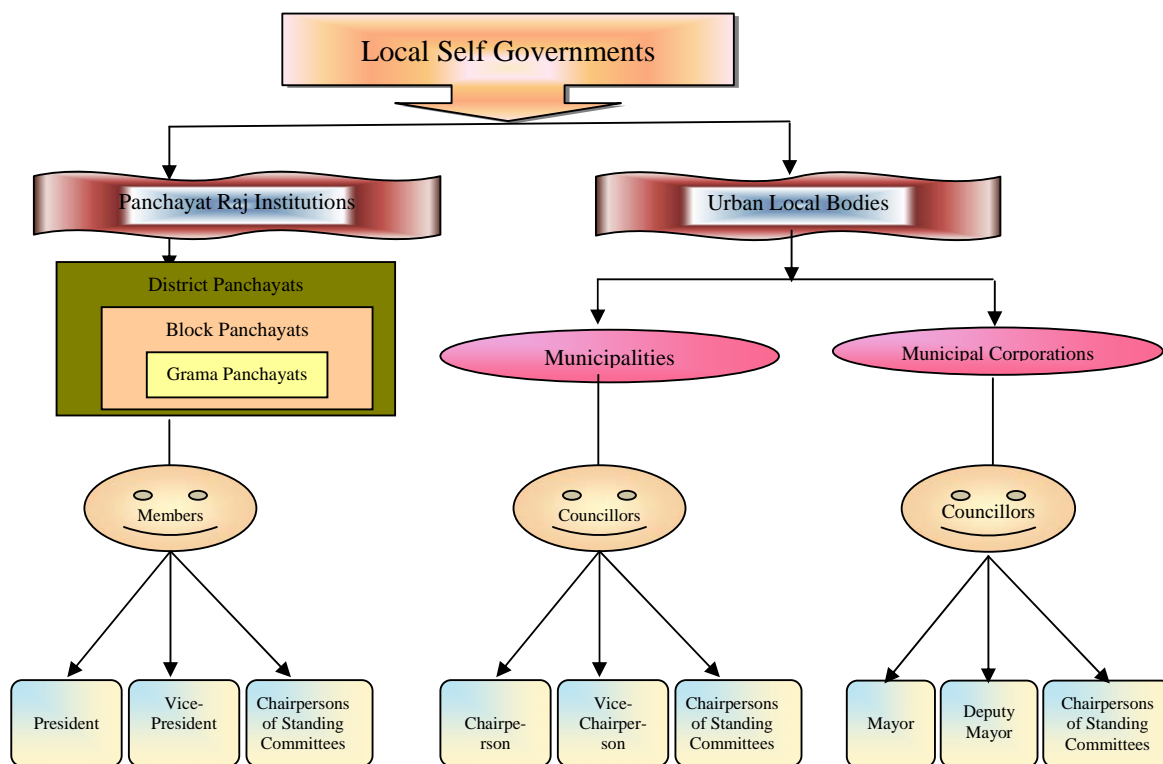 Local Self Governments
Panchayat Raj Institutions
Urban Local Bodies
District Panchayats
Block Panchayats
Grama Panchayats
Municipalities
Municipal Corporations
Members
Councillors
Councillors
President
Vice-
President
Chairpersons
of Standing
Committees
Chairpe-
rson
Vice-
Chairper-
son
Chairpersons
of Standing
Committees
Mayor
Deputy
Mayor
Chairpersons
of Standing
Committees